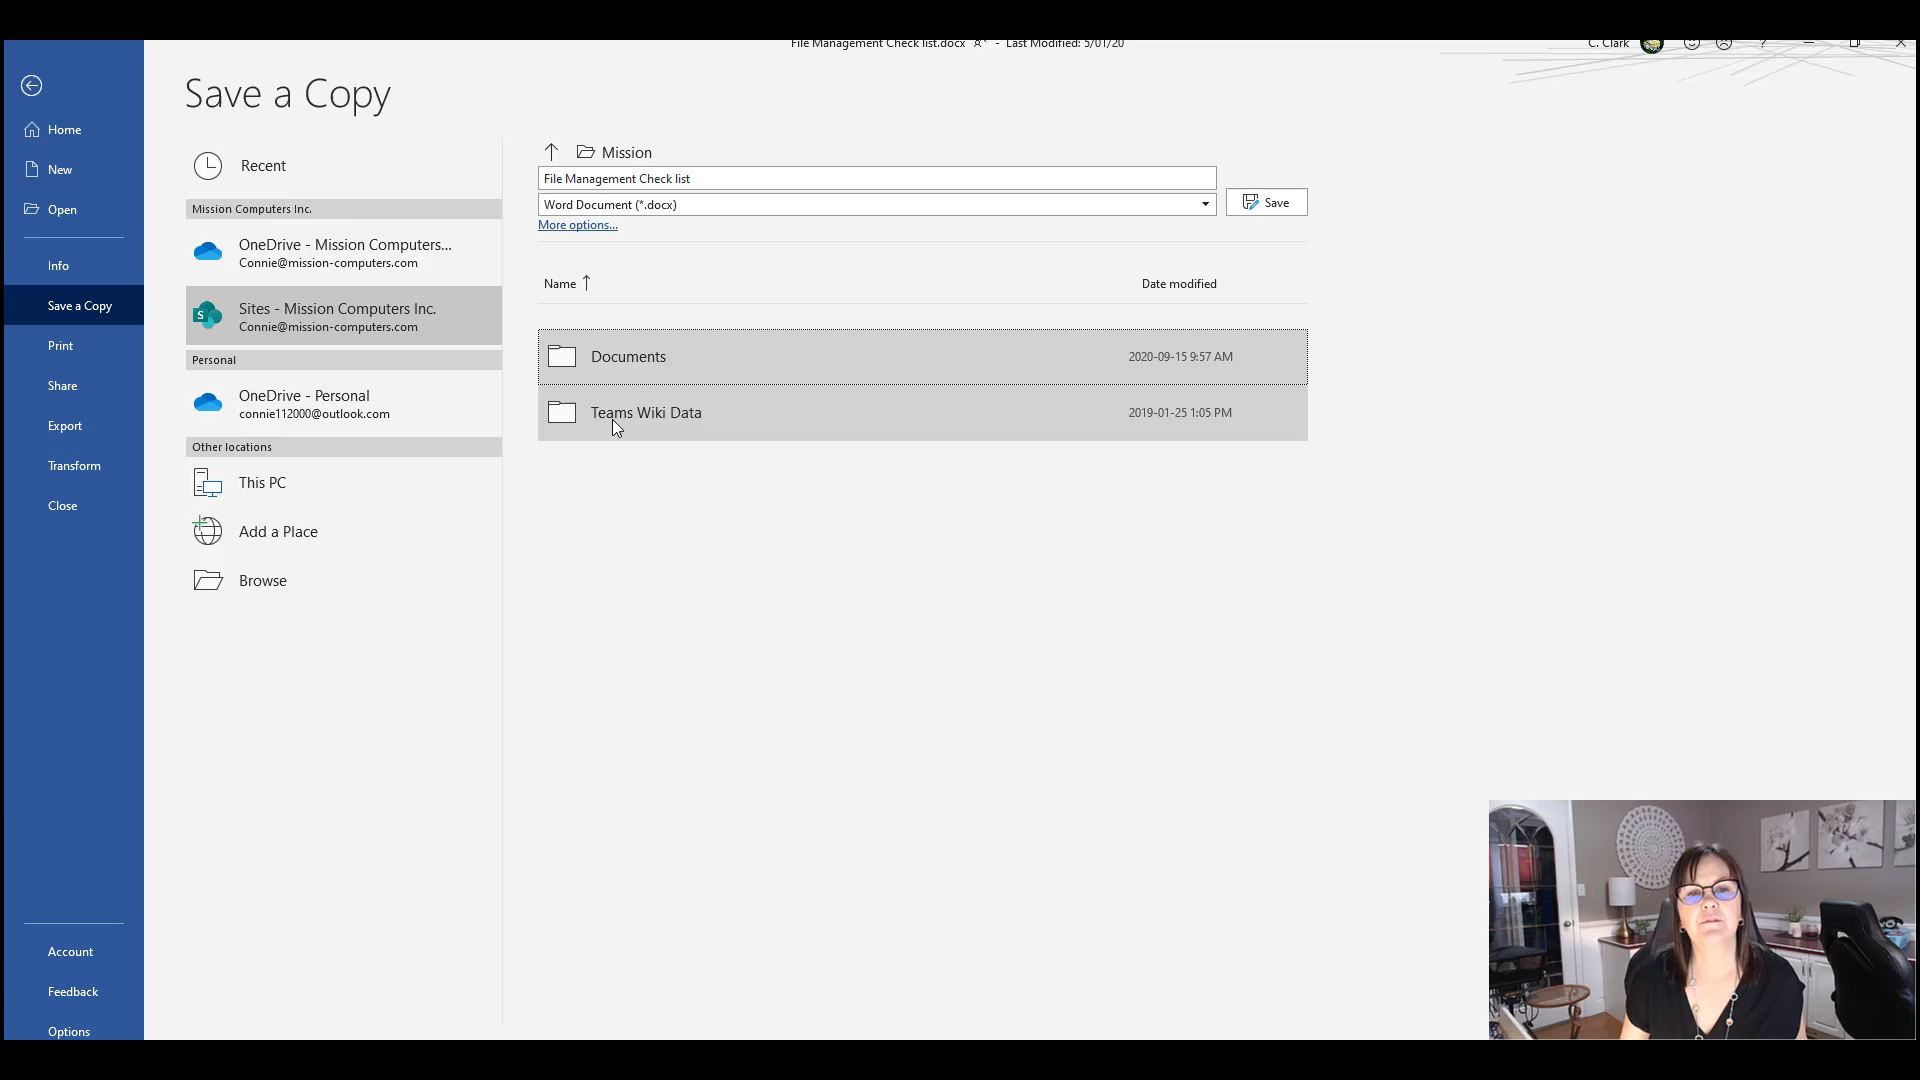 File Management Check list.docx - Last Modified: 5/01/20
C. Clark
?
Save a Copy
Home
New
Open
Info
Save a Copy
Print
Share
Export
Transform
Close
Account
Feedback
Options
Recent
Mission Computers Inc.
OneDrive - Mission Computers...
Connie@mission-computers.com
Sites - Mission Computers Inc.
Connie@mission-computers.com
Personal
OneDrive - Personal
connie112000@outlook.com
Other locations
This PC
Add a Place
Browse
Mission
File Management Check list
Word Document (*.docx)
Save
More options...
Name
Date modified
Documents 2020-09-15 9:57 AM
Teams Wiki Data 2019-01-25 1:05 PM